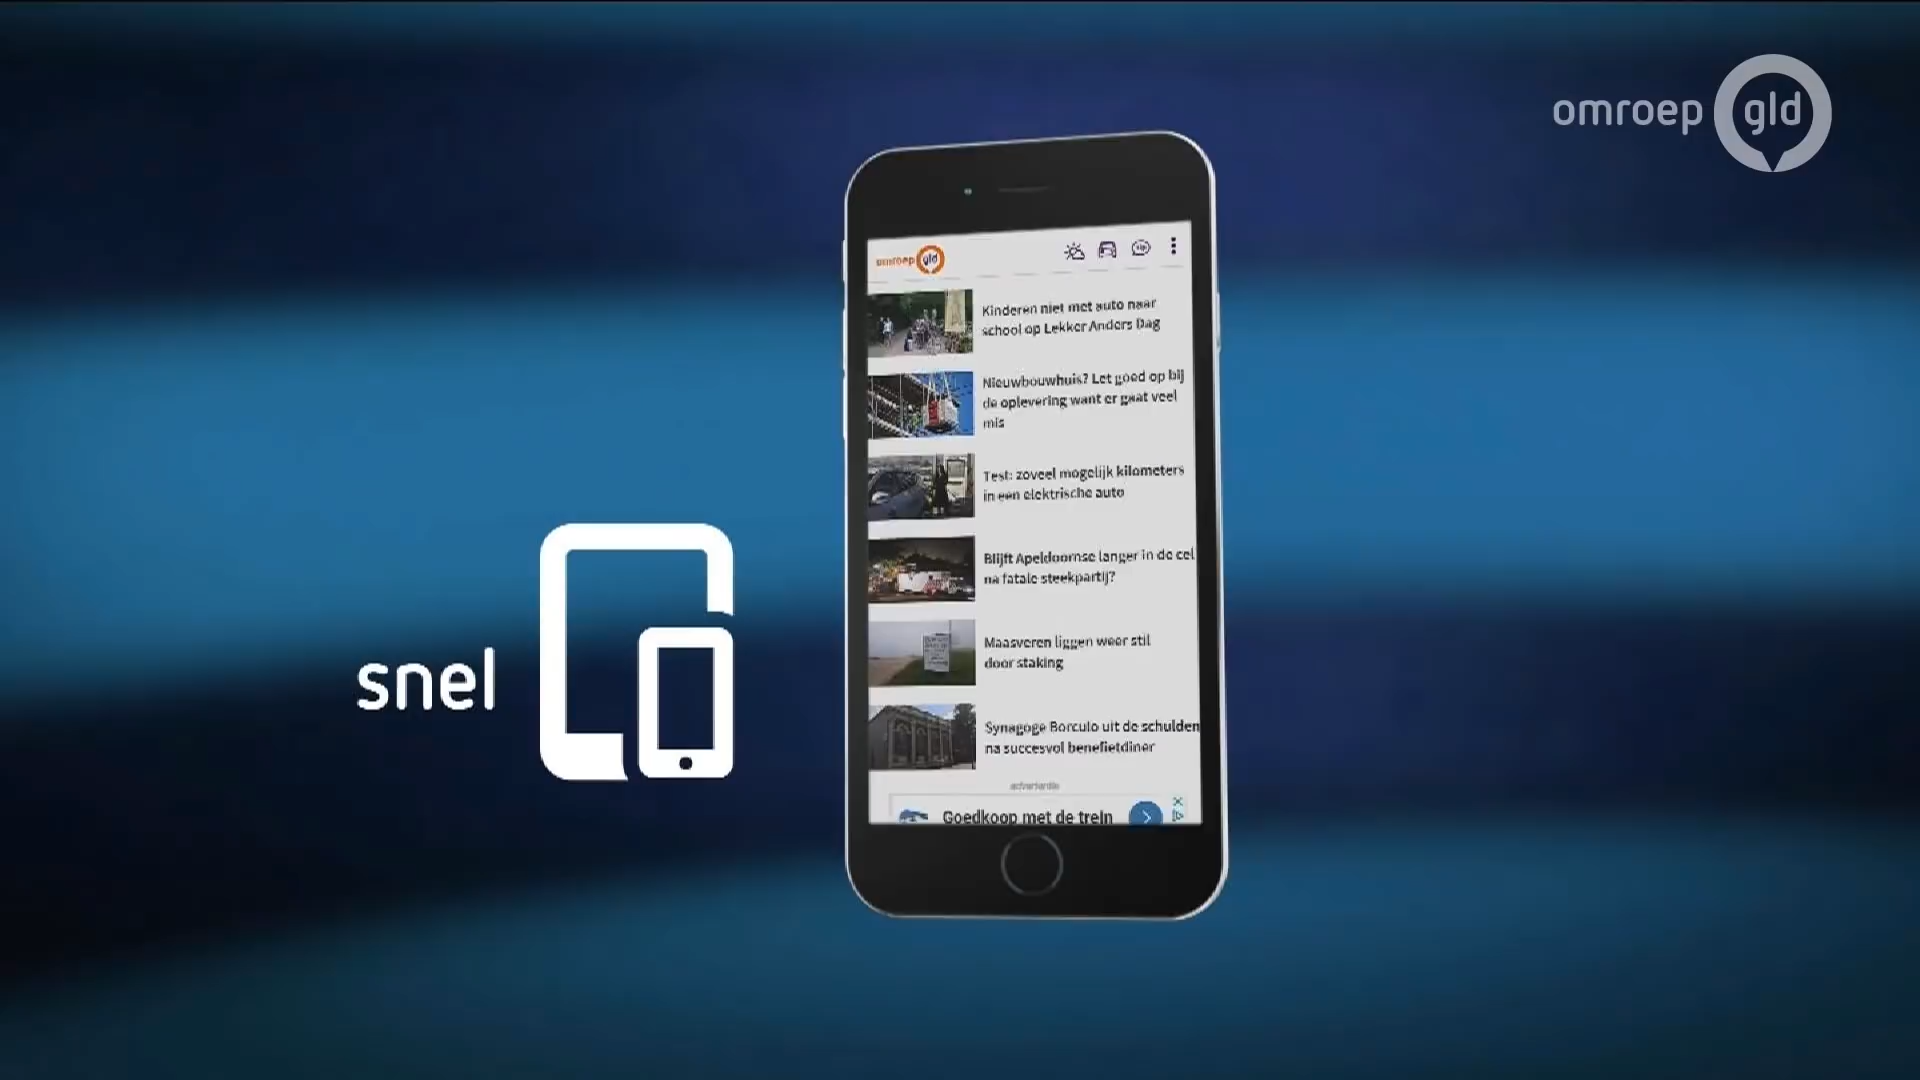 omroep gld
omroep gld
Kinderen niet met auto naar
school op Lekker Anders Dag
Nieuwbouwhuis? Let goed op bij
de oplevering want er gaat veel
mis
Test: zoveel mogelijk kilometers
in een elektrische auto
Blijft Apeldoornse langer in de cel
na fatale steekpartij?
Maasveren liggen weer stil
door staking
Synagoge Borculo uit de schulden
na succesvol benefietdiner
advertentie
Goedkoop met de trein
snel